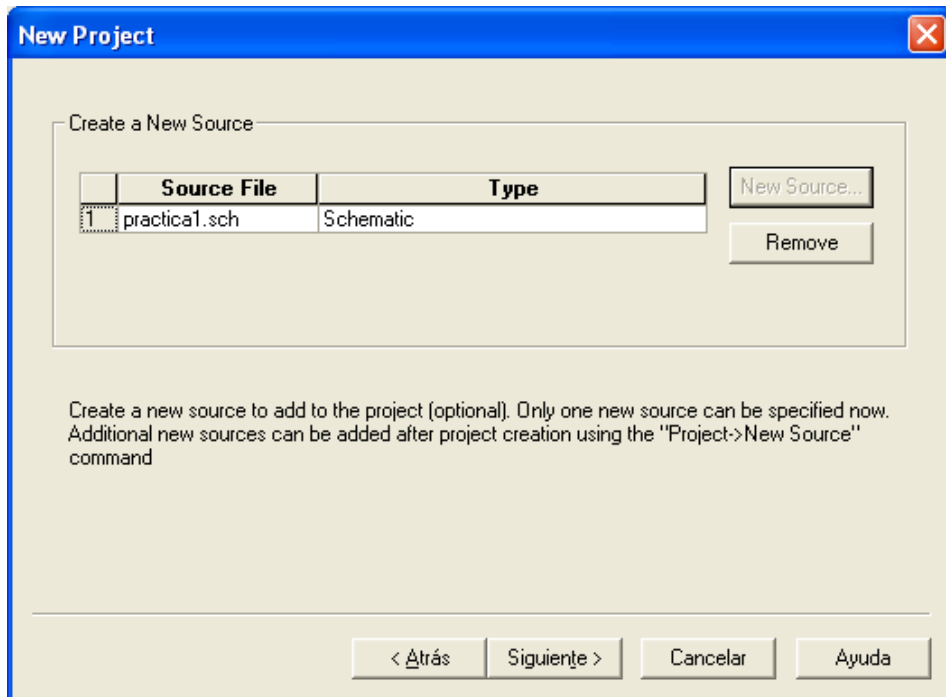 New Project
Create a New Source
Source File Type
New Source...
1 practica1.sch Schematic
Remove
Create a new source to add to the project (optional). Only one new source can be specified now.
Additional new sources can be added after project creation using the "Project->New Source"
command
< Atrás Siguiente > Cancelar Ayuda